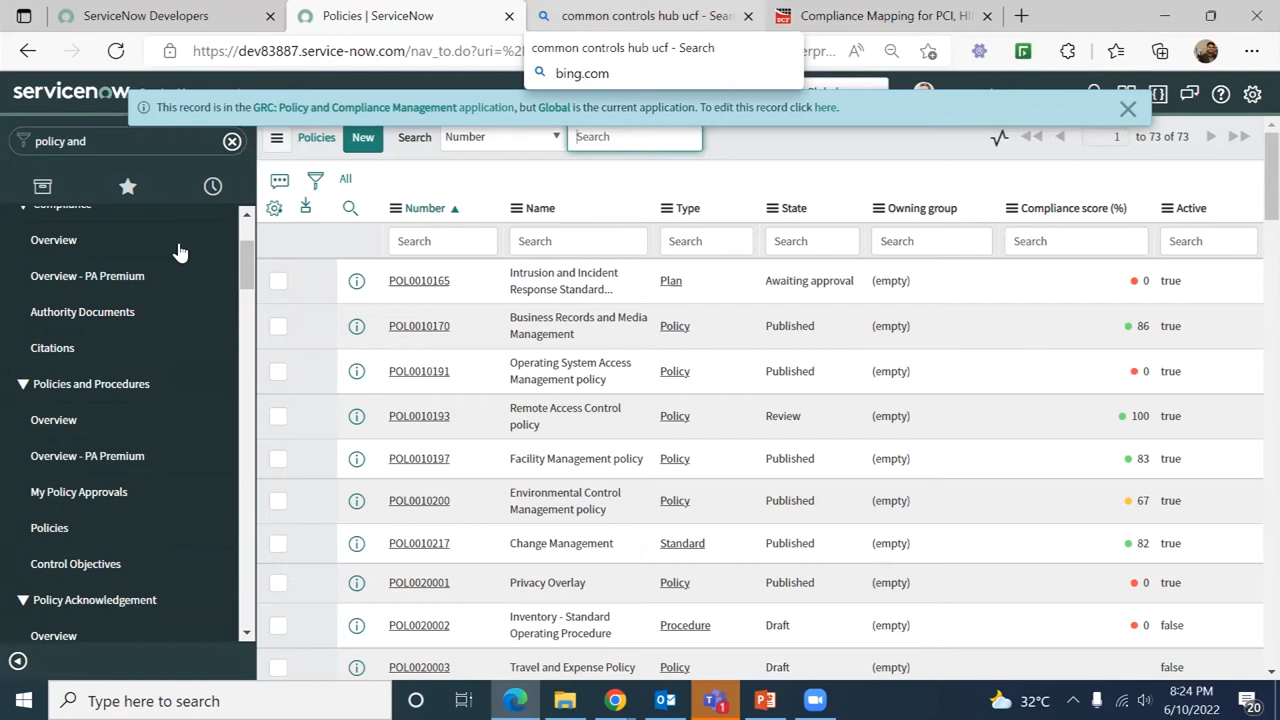 ServiceNow Developers
Policies | ServiceNow
common controls hub ucf - Sear
Compliance Mapping for PCI, HI
https://dev83887.service-now.com/nav_to.do?uri=%2
common controls hub ucf - Search
bing.com
servicenow
This record is in the GRC: Policy and Compliance Management application, but Global is the current application. To edit this record click here.
policy and
Policies New Search Number Search 1 to 73 of 73
All
Number Name Type State Owning group Compliance score (%) Active
Search Search Search Search Search Search Search
Compliance
Overview
Overview - PA Premium
Authority Documents
Citations
Policies and Procedures
Overview
Overview - PA Premium
My Policy Approvals
Policies
Control Objectives
Policy Acknowledgement
Overview
POL0010165 Intrusion and Incident Plan Awaiting approval (empty) 0 true
Response Standard...
POL0010170 Business Records and Media Policy Published (empty) 86 true
Management
POL0010191 Operating System Access Policy Published (empty) 0 true
Management policy
POL0010193 Remote Access Control Policy Review (empty) 100 true
policy
POL0010197 Facility Management policy Policy Published (empty) 83 true
POL0010200 Environmental Control Policy Published (empty) 67 true
Management policy
POL0010217 Change Management Standard Published (empty) 82 true
POL0020001 Privacy Overlay Policy Published (empty) 0 true
POL0020002 Inventory - Standard Procedure Draft (empty) 0 false
Operating Procedure
POL0020003 Travel and Expense Policy Policy Draft (empty) false
Type here to search
1
32°C
8:24 PM
6/10/2022
20